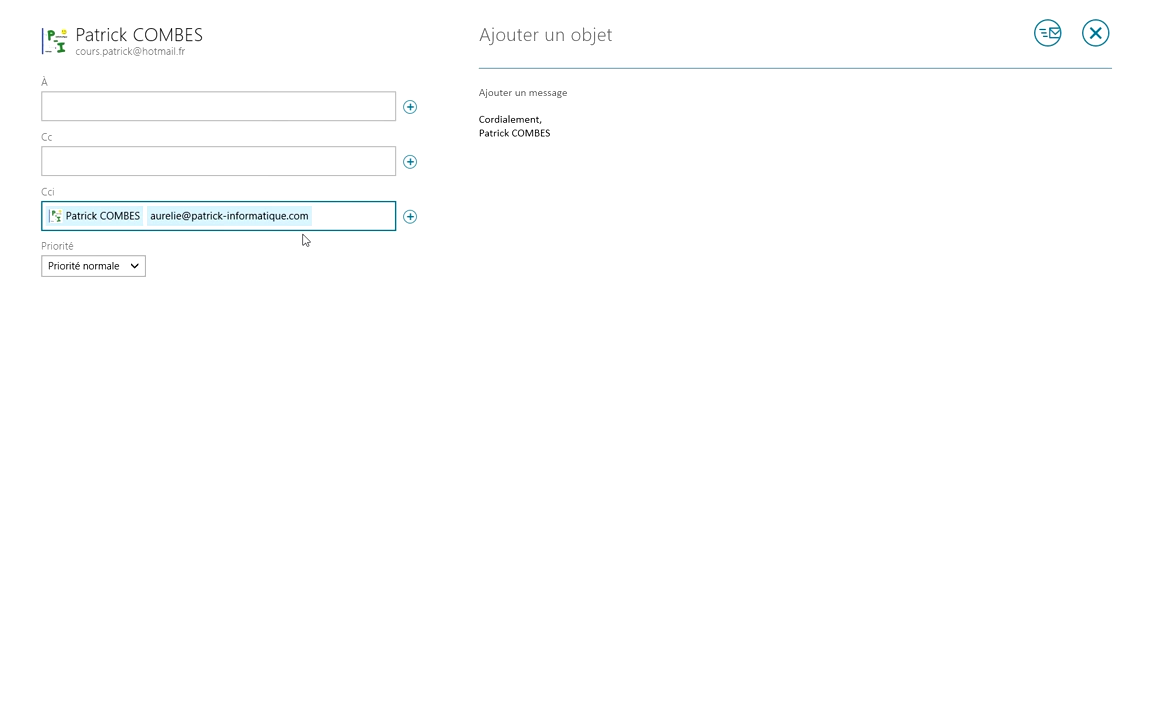 Patrick COMBES
cours.patrick@hotmail.fr
À
Cc
Cci
Patrick COMBES aurelie@patrick-informatique.com
Priorité
Priorité normale
Ajouter un objet
Ajouter un message
Cordialement,
Patrick COMBES